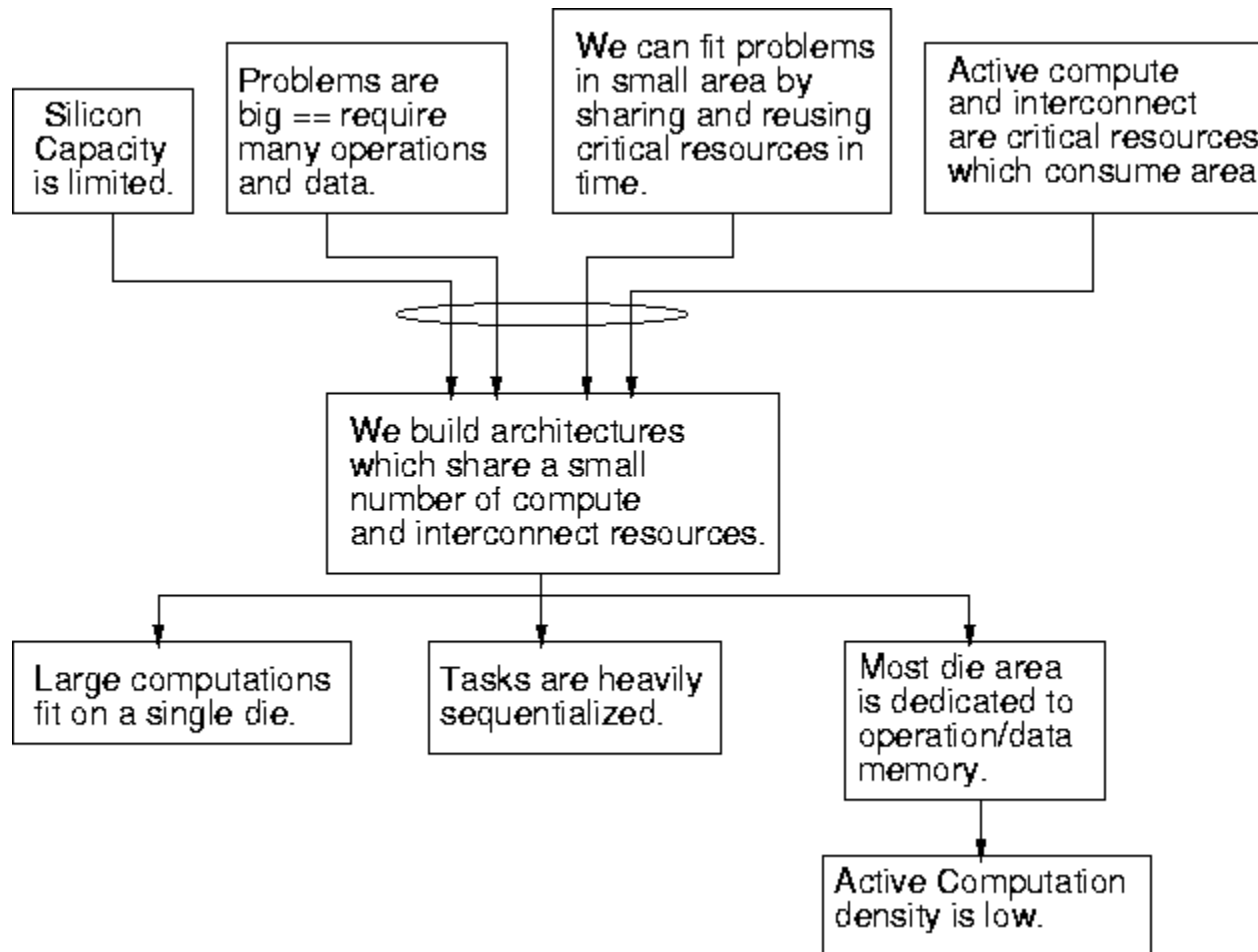 Silicon
Capacity
is limited.
Problems are
big == require
many operations
and data.
We can fit problems
in small area by
sharing and reusing
critical resources in
time.
Active compute
and interconnect
are critical resources
which consume area
We build architectures
which share a small
number of compute
and interconnect resources.
Large computations
fit on a single die.
Tasks are heavily
sequentialized.
Most die area
is dedicated to
operation/data
memory.
Active Computation
density is low.